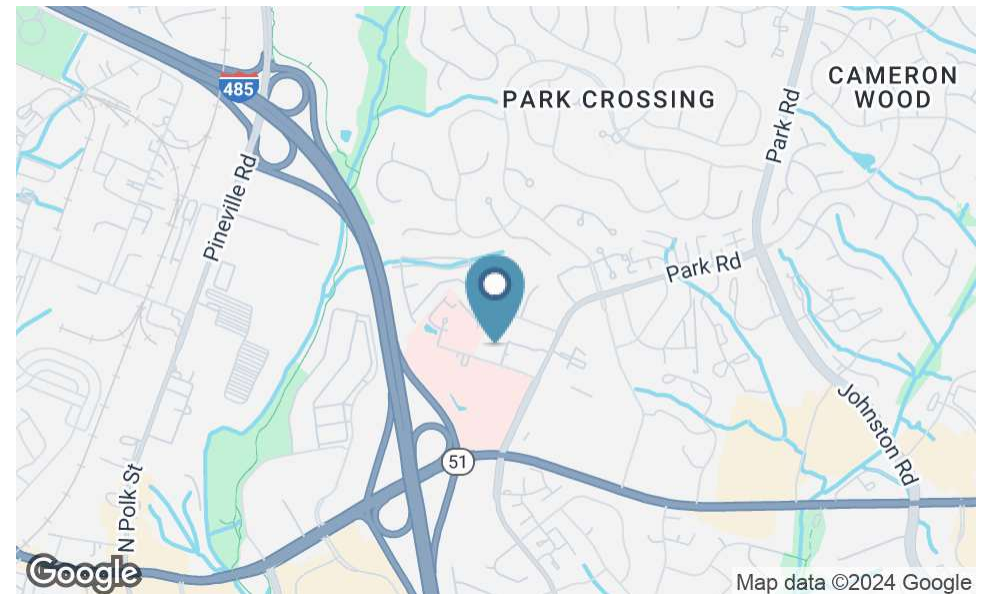 485
PARK CROSSING
CAMERON
WOOD
Park Rd
Pineville Rd
Park Rd
Johnston Rd
51
N Polk St
Google
Map data ©2024 Google